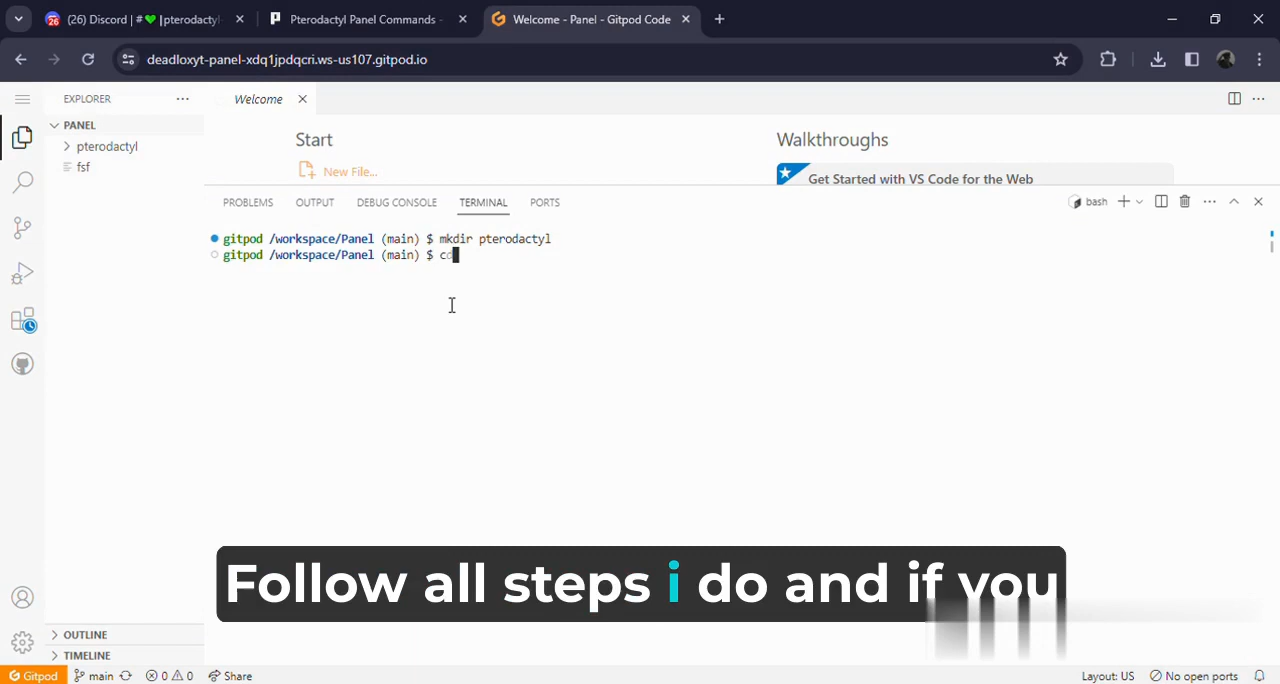 (26) Discord | #💚|pterodactyl
Pterodactyl Panel Commands -
Welcome - Panel - Gitpod Code
deadloxyt-panel-xdq1jpdqcri.ws-us107.gitpod.io
EXPLORER
Welcome
PANEL
pterodactyl
fsf
Start
New File...
Walkthroughs
Get Started with VS Code for the Web
PROBLEMS OUTPUT DEBUG CONSOLE TERMINAL PORTS
bash
gitpod /workspace/Panel (main) $ mkdir pterodactyl
gitpod /workspace/Panel (main) $ cd
Follow all steps i do and if you
OUTLINE
TIMELINE
Gitpod main 0 0 Share Layout: US No open ports